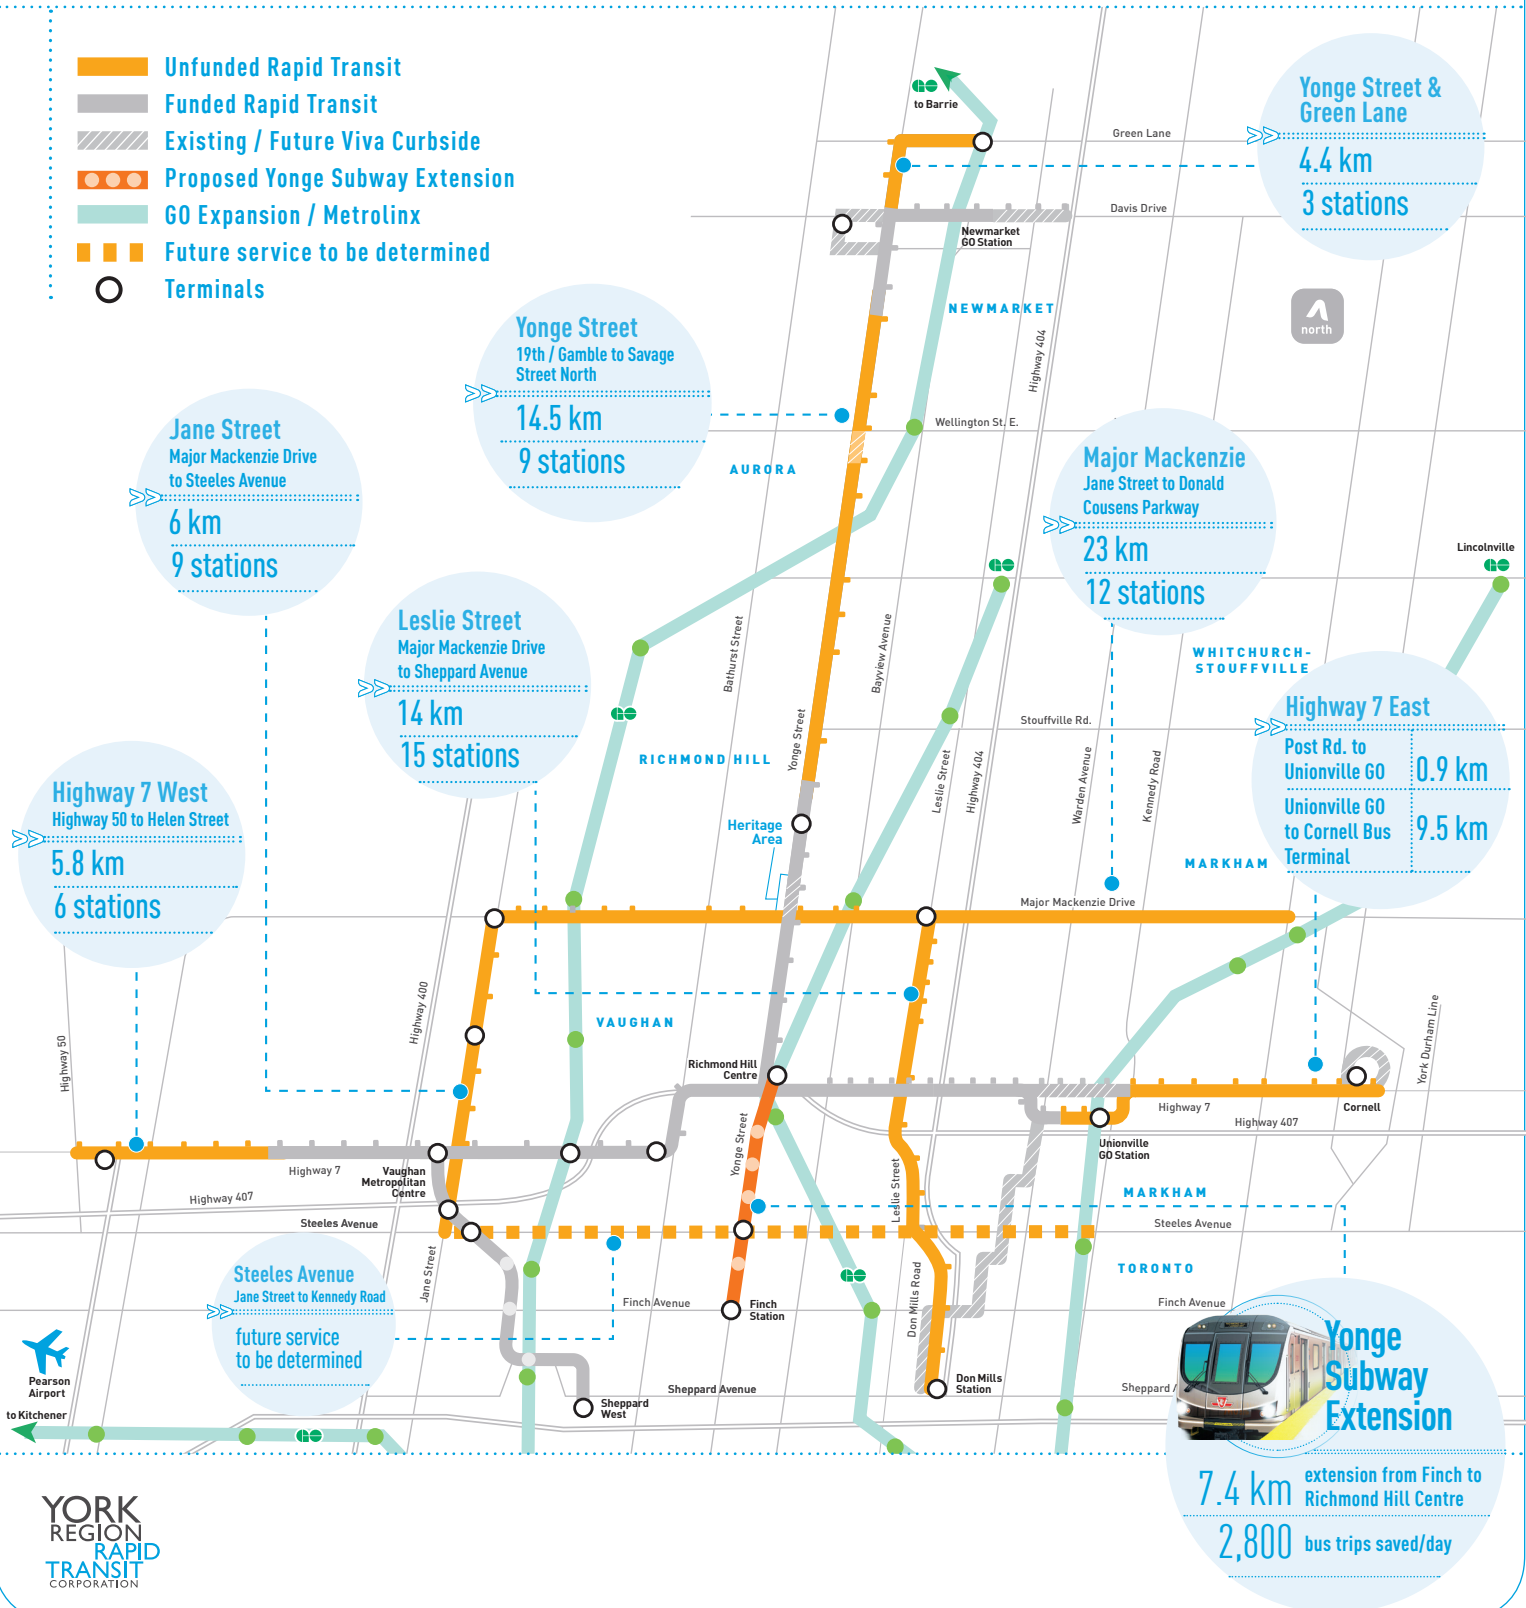 Unfunded Rapid Transit
Funded Rapid Transit
Existing / Future Viva Curbside
Proposed Yonge Subway Extension
GO Expansion / Metrolinx
Future service to be determined
Terminals
to Barrie
Green Lane
Yonge Street &
Green Lane
4.4 km
3 stations
Davis Drive
Newmarket
GO Station
NEWMARKET
north
Highway 404
Yonge Street
19th / Gamble to Savage
Street North
14.5 km
9 stations
Wellington St. E.
AURORA
Jane Street
Major Mackenzie Drive
to Steeles Avenue
6 km
9 stations
Major Mackenzie
Jane Street to Donald
Cousens Parkway
23 km
12 stations
Lincolnville
Leslie Street
Major Mackenzie Drive
to Sheppard Avenue
14 km
15 stations
Bathurst Street
Bayview Avenue
WHITCHURCH-
STOUFFVILLE
Stouffville Rd.
Yonge Street
RICHMOND HILL
Leslie Street
Highway 404
Warden Avenue
Kennedy Road
Highway 7 East
Post Rd. to
Unionville GO
0.9 km
Unionville GO
to Cornell Bus
Terminal
9.5 km
Highway 7 West
Highway 50 to Helen Street
5.8 km
6 stations
Heritage
Area
MARKHAM
Major Mackenzie Drive
Highway 400
VAUGHAN
York Durham Line
Highway 50
Richmond Hill
Centre
Cornell
Highway 7
Highway 407
Unionville
GO Station
Yonge Street
Highway 7
Vaughan
Metropolitan
Centre
Highway 407
Leslie Street
MARKHAM
Steeles Avenue
Steeles Avenue
Jane Street
Steeles Avenue
Jane Street to Kennedy Road
future service
to be determined
TORONTO
Don Mills Road
Finch Avenue
Finch
Station
Finch Avenue
Pearson
Airport
to Kitchener
Sheppard
West
Sheppard Avenue
Don Mills
Station
Sheppard /
Yonge
Subway
Extension
7.4 km
extension from Finch to
Richmond Hill Centre
2,800
bus trips saved/day
YORK
REGION
RAPID
TRANSIT
CORPORATION